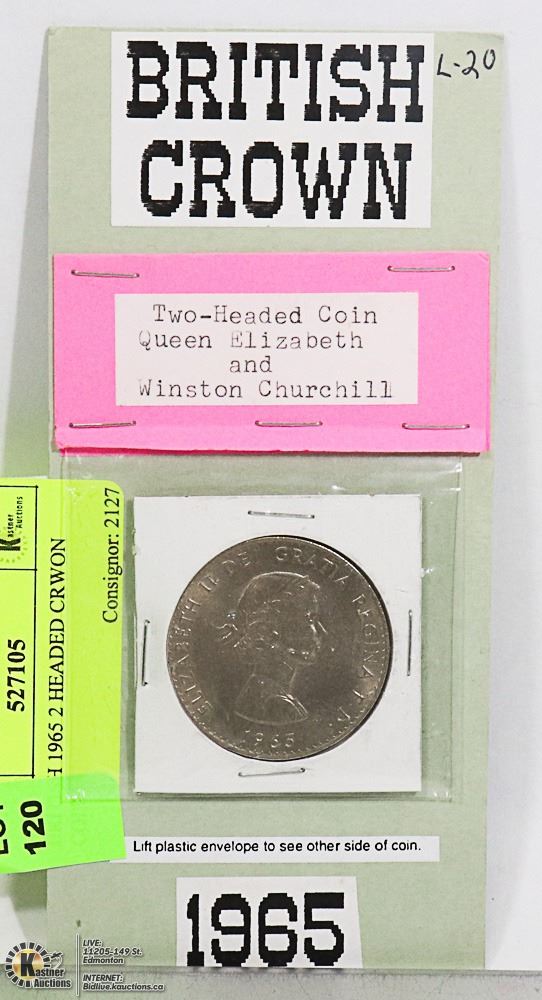 BRITISH
CROWN
L-20
Two-Headed Coin
Queen Elizabeth
and
Winston Churchill
ELIZABETH II DEI GRATIA REGINA F.D.
1965
Lift plastic envelope to see other side of coin.
1965
Kastner
Auctions
527105
Consignor: 2127
H 1965 2 HEADED CRWON
120
Kastner
Auctions
LIVE:
11205-149 St.
Edmonton
INTERNET:
Bidlive.kauctions.ca